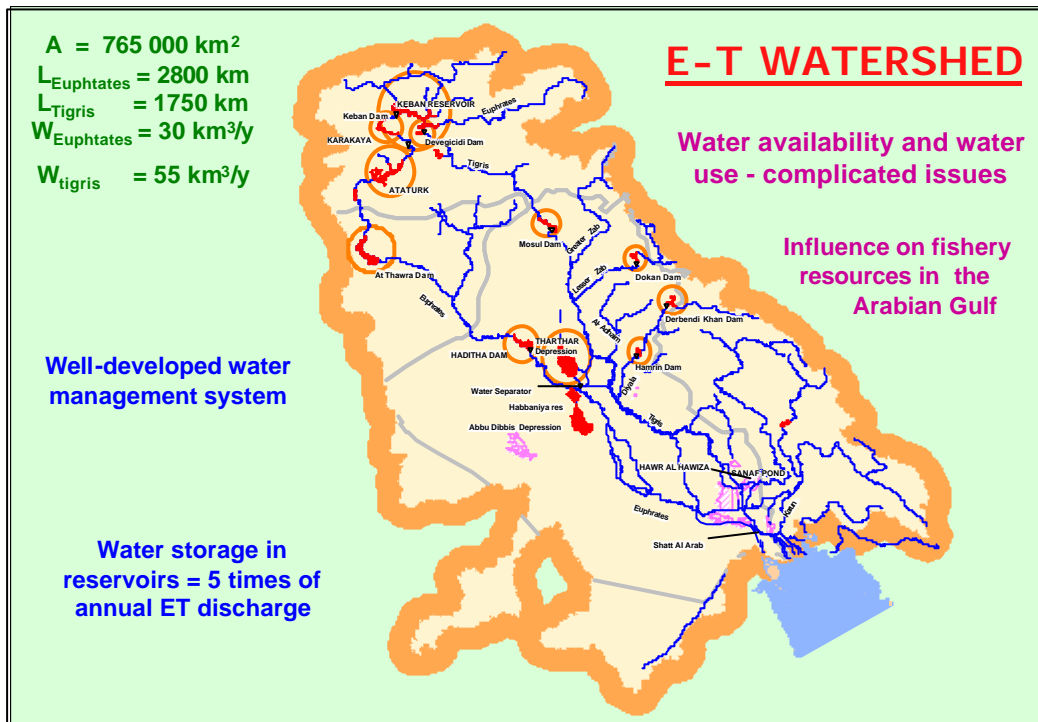 A = 765 000 km²
L Euphtates = 2800 km
L Tigris = 1750 km
W Euphtates = 30 km³/y
W tigris = 55 km³/y
E-T WATERSHED
Water availability and water
use - complicated issues
Influence on fishery
resources in the
Arabian Gulf
Well-developed water
management system
Water storage in
reservoirs = 5 times of
annual ET discharge
KEBAN RESERVOIR
Euphrates
Keban Dam
KARAKAYA
Devegicidi Dam
Tigris
ATATURK
Mosul Dam
Greater Zab
At Thawra Dam
Lesser Zab
Dokan Dam
Euphrates
Al-Adhaim
Derbendi Khan Dam
THARTHAR
Depression
HADITHA DAM
Hamrin Dam
Diyala
Water Separator
Habbaniya res
Tigris
Abbu Dibbis Depression
HAWR AL HAWIZA
SANAF POND
Euphrates
Karun
Shatt Al Arab